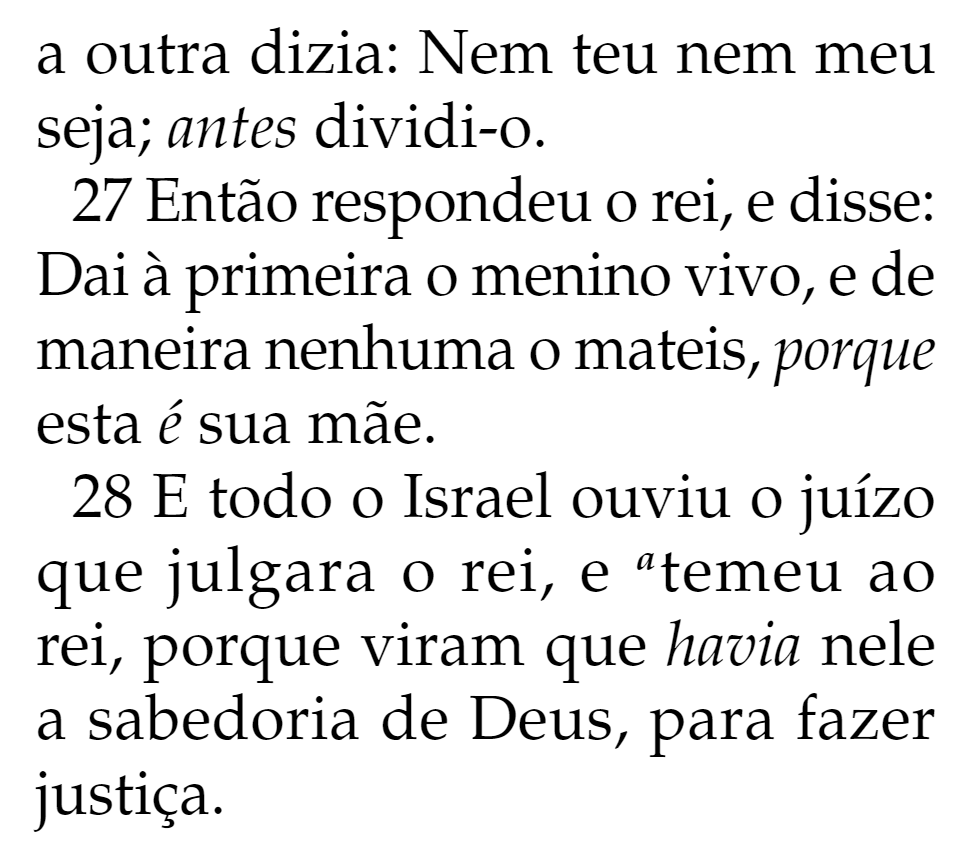 a outra dizia: Nem teu nem meu
seja; antes dividi-o.
27 Então respondeu o rei, e disse:
Dai à primeira o menino vivo, e de
maneira nenhuma o mateis, porque
esta é sua mãe.
28 E todo o Israel ouviu o juízo
que julgara o rei, e ᵃtemeu ao
rei, porque viram que havia nele
a sabedoria de Deus, para fazer
justiça.